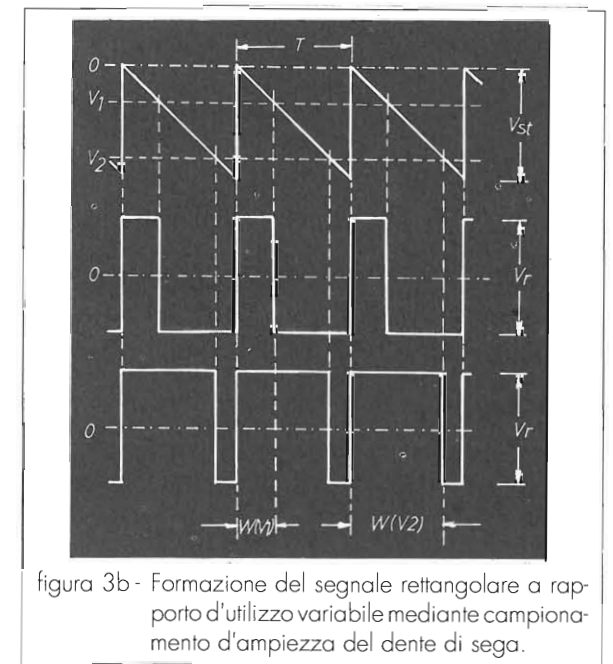 T
0
V1
Vst
V2
0
Vr
0
Vr
W(V1) W(V2)
figura 3b - Formazione del segnale rettangolare a rap-
porto d'utilizzo variabile mediante campiona-
mento d'ampiezza del dente di sega.